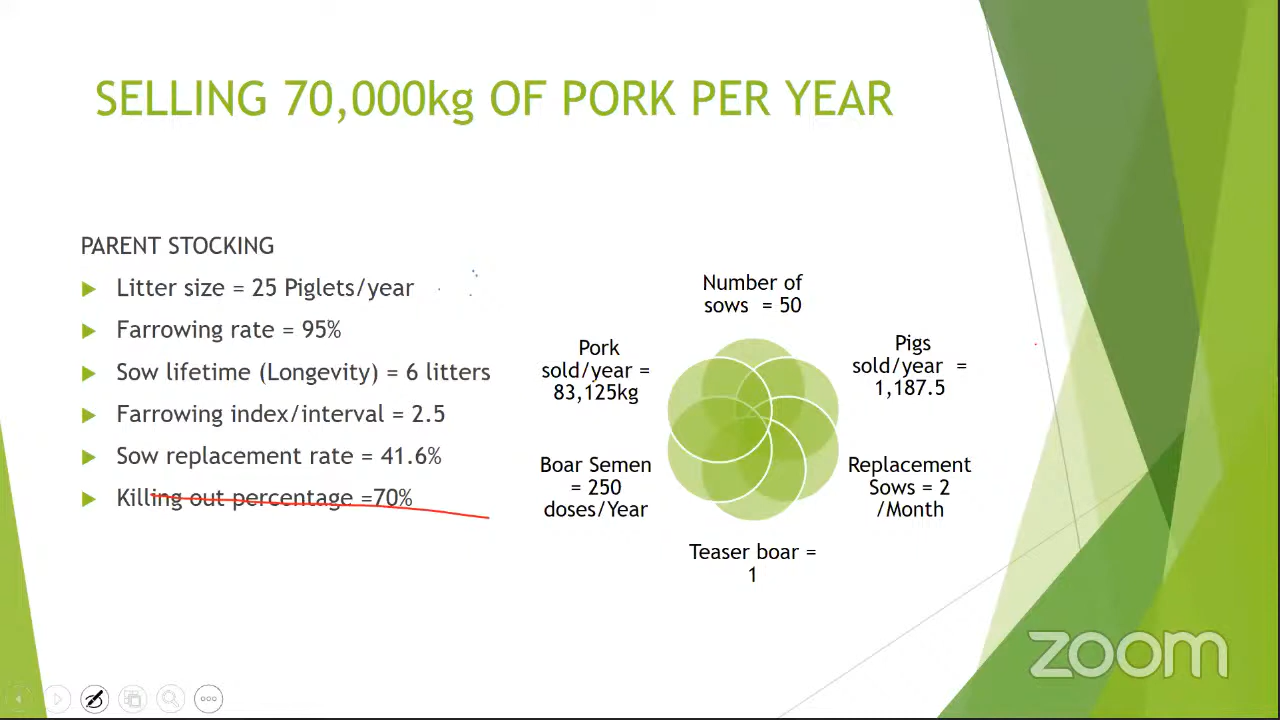 SELLING 70,000kg OF PORK PER YEAR
PARENT STOCKING
Litter size = 25 Piglets/year
Farrowing rate = 95%
Sow lifetime (Longevity) = 6 litters
Farrowing index/interval = 2.5
Sow replacement rate = 41.6%
Killing out percentage =70%
Number of
sows = 50
Pigs
sold/year =
1,187.5
Replacement
Sows = 2
/Month
Teaser boar =
1
Boar Semen
= 250
doses/Year
Pork
sold/year =
83,125kg
zoom